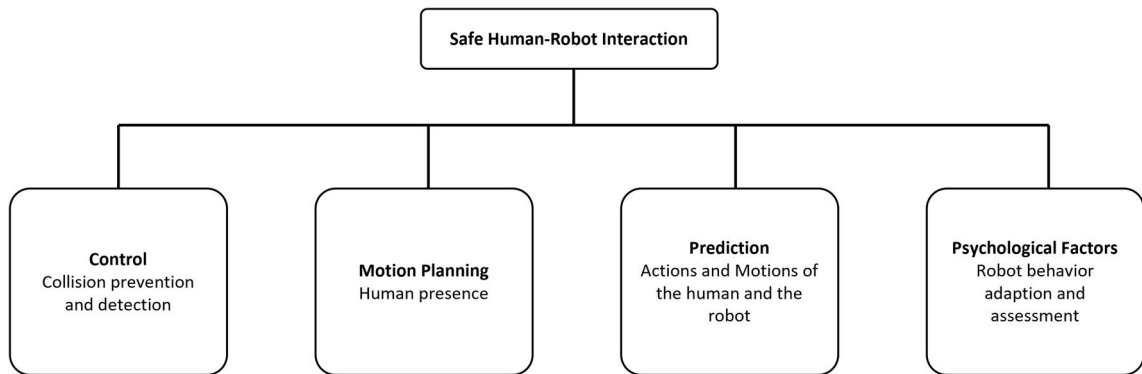 Safe Human-Robot Interaction
Control
Collision prevention
and detection
Motion Planning
Human presence
Prediction
Actions and Motions of
the human and the
robot
Psychological Factors
Robot behavior
adaption and
assessment